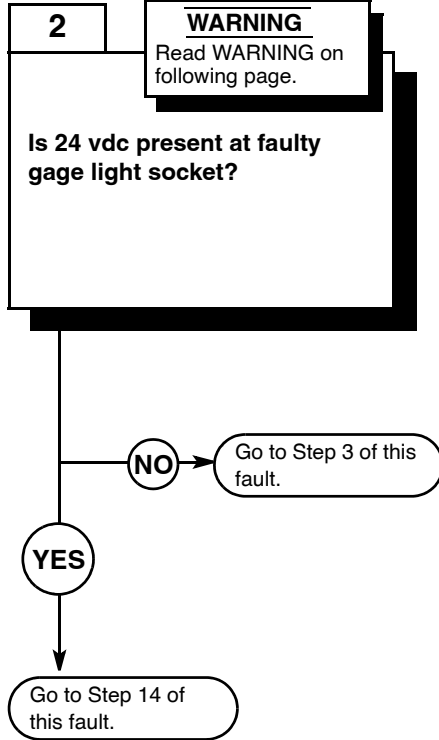 2
WARNING
Read WARNING on
following page.
Is 24 vdc present at faulty
gage light socket?
NO
Go to Step 3 of this
fault.
YES
Go to Step 14 of
this fault.